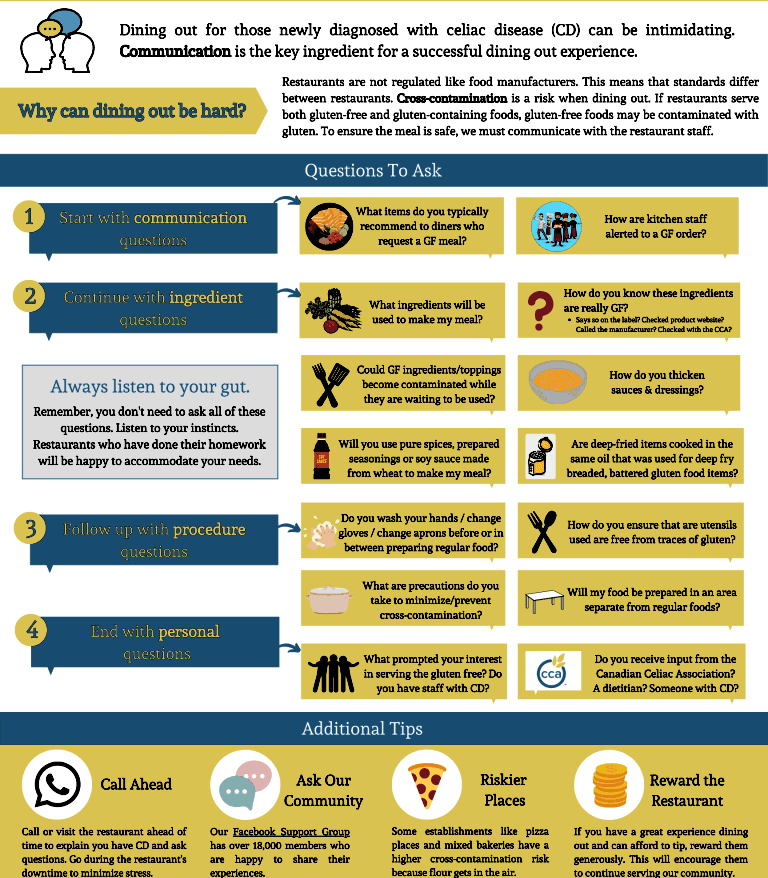 Dining out for those newly diagnosed with celiac disease (CD) can be intimidating.
Communication is the key ingredient for a successful dining out experience.
Why can dining out be hard?
Restaurants are not regulated like food manufacturers. This means that standards differ
between restaurants. Cross-contamination is a risk when dining out. If restaurants serve
both gluten-free and gluten-containing foods, gluten-free foods may be contaminated with
gluten. To ensure the meal is safe, we must communicate with the restaurant staff.
Questions To Ask
1
Start with communication
questions
What items do you typically
recommend to diners who
request a GF meal?
How are kitchen staff
alerted to a GF order?
2
Continue with ingredient
questions
What ingredients will be
used to make my meal?
How do you know these ingredients
are really GF?
• Says so on the label? Checked product website?
Called the manufacturer? Checked with the CCA?
Always listen to your gut.
Remember, you don't need to ask all of these
questions. Listen to your instincts.
Restaurants who have done their homework
will be happy to accommodate your needs.
Could GF ingredients/toppings
become contaminated while
they are waiting to be used?
How do you thicken
sauces & dressings?
SOY
SAUCE
Will you use pure spices, prepared
seasonings or soy sauce made
from wheat to make my meal?
Are deep-fried items cooked in the
same oil that was used for deep fry
breaded, battered gluten food items?
3
Follow up with procedure
questions
Do you wash your hands / change
gloves / change aprons before or in
between preparing regular food?
How do you ensure that are utensils
used are free from traces of gluten?
What are precautions do you
take to minimize/prevent
cross-contamination?
Will my food be prepared in an area
separate from regular foods?
4
End with personal
questions
What prompted your interest
in serving the gluten free? Do
you have staff with CD?
cca
Do you receive input from the
Canadian Celiac Association?
A dietitian? Someone with CD?
Additional Tips
Call Ahead
Call or visit the restaurant ahead of
time to explain you have CD and ask
questions. Go during the restaurant's
downtime to minimize stress.
Ask Our
Community
Our Facebook Support Group
has over 18,000 members who
are happy to share their
experiences.
Riskier
Places
Some establishments like pizza
places and mixed bakeries have a
higher cross-contamination risk
because flour gets in the air.
Reward the
Restaurant
If you have a great experience dining
out and can afford to tip, reward them
generously. This will encourage them
to continue serving our community.